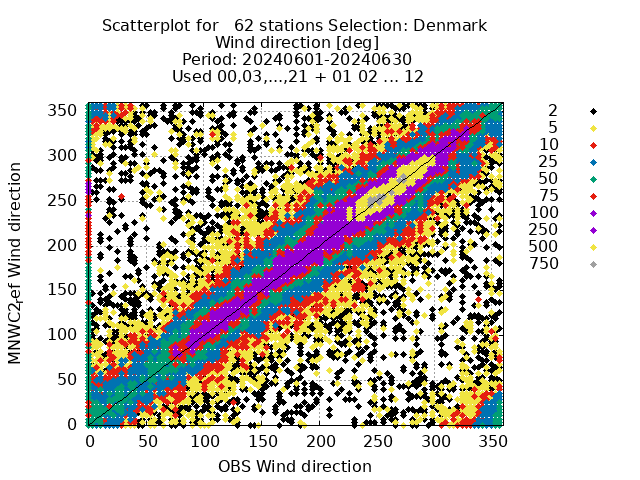 Scatterplot for 62 stations Selection: Denmark
Wind direction [deg]
Period: 20240601-20240630
Used 00,03,...,21 + 01 02 ... 12
MNWC2ref Wind direction
350
300
250
200
150
100
50
0
0 50 100 150 200 250 300 350
OBS Wind direction
2
5
10
25
50
75
100
250
500
750